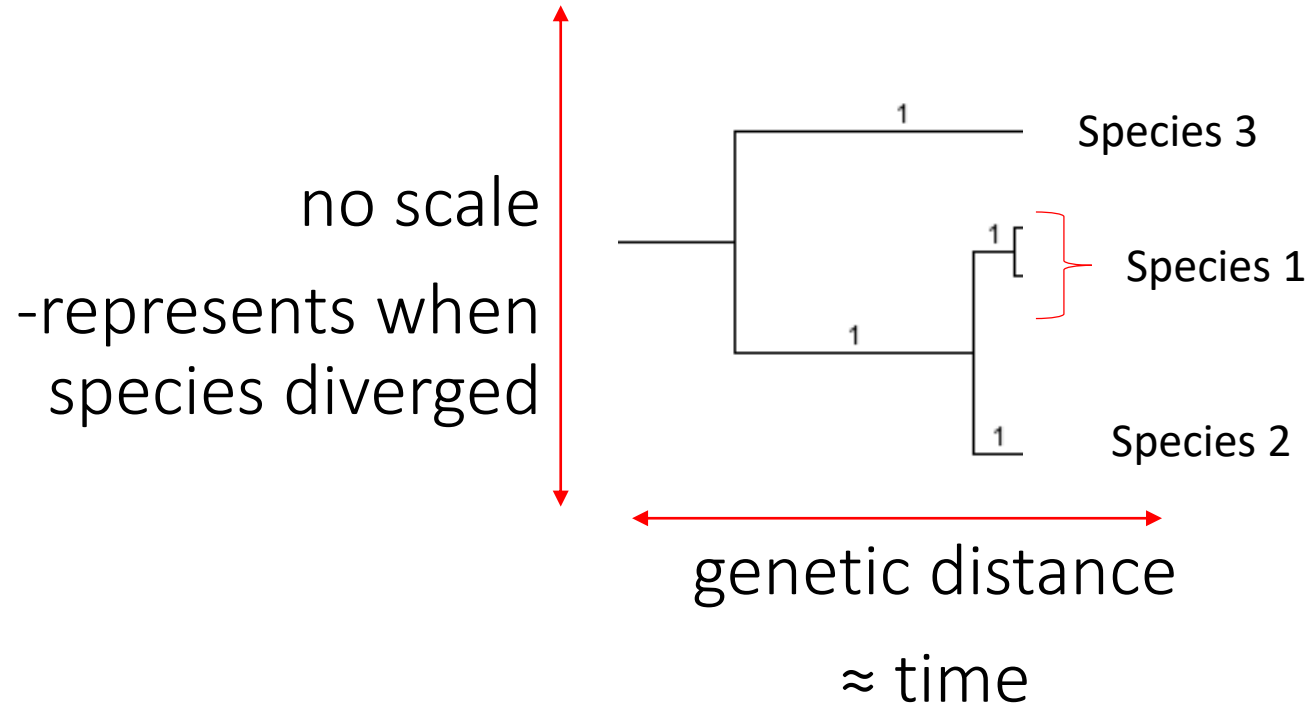 no scale
-represents when
species diverged
1
Species 3
1
Species 1
1
1
Species 2
genetic distance
≈ time